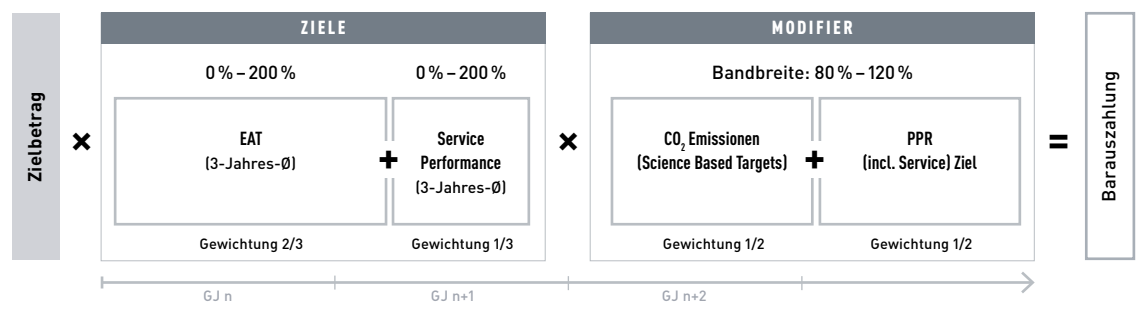 Zielbetrag
×
ZIELE
0 % – 200 %
0 % – 200 %
EAT
(3-Jahres-Ø)
+
Service
Performance
(3-Jahres-Ø)
Gewichtung 2/3
Gewichtung 1/3
×
MODIFIER
Bandbreite: 80 % – 120 %
CO₂ Emissionen
(Science Based Targets)
+
PPR
(incl. Service) Ziel
Gewichtung 1/2
Gewichtung 1/2
=
Barauszahlung
GJ n
GJ n+1
GJ n+2